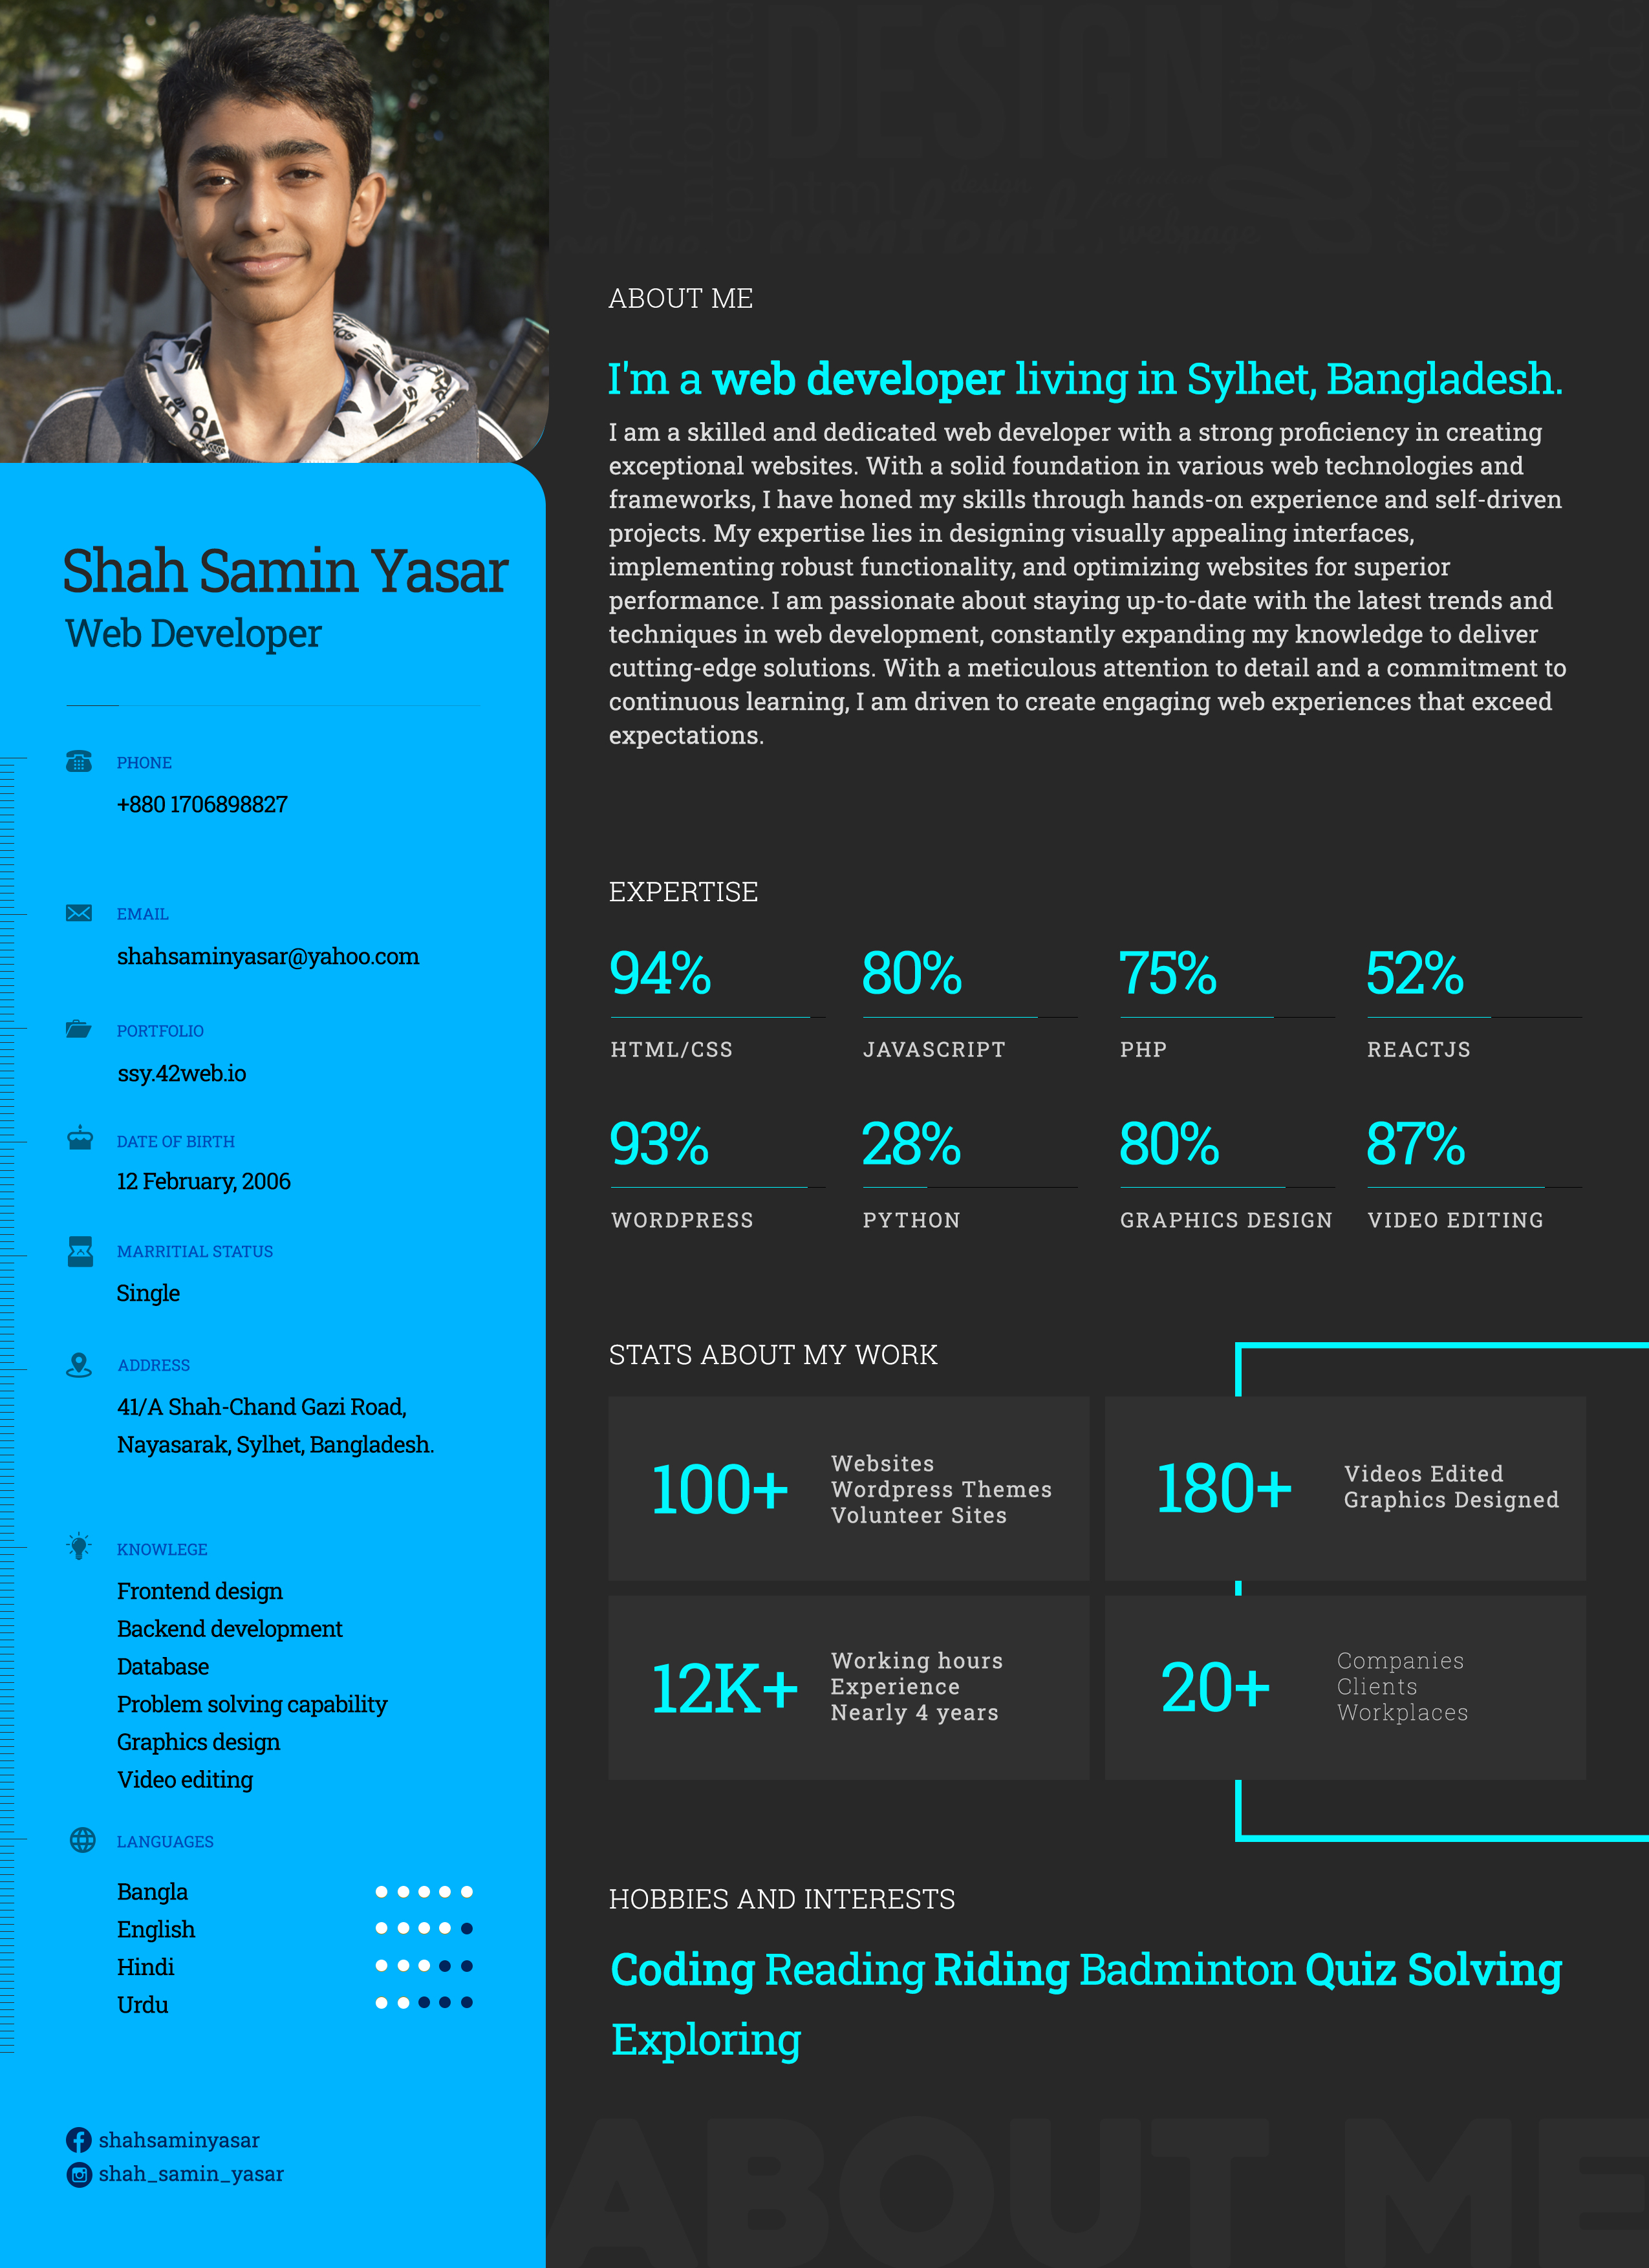 DESIGN
html
design
content
page
webpage
online
Shah Samin Yasar
Web Developer
PHONE
+880 1706898827
EMAIL
shahsaminyasar@yahoo.com
PORTFOLIO
ssy.42web.io
DATE OF BIRTH
12 February, 2006
MARRITIAL STATUS
Single
ADDRESS
41/A Shah-Chand Gazi Road,
Nayasarak, Sylhet, Bangladesh.
KNOWLEGE
Frontend design
Backend development
Database
Problem solving capability
Graphics design
Video editing
LANGUAGES
Bangla
English
Hindi
Urdu
shahsaminyasar
shah_samin_yasar
ABOUT ME
I'm a web developer living in Sylhet, Bangladesh.
I am a skilled and dedicated web developer with a strong proficiency in creating
exceptional websites. With a solid foundation in various web technologies and
frameworks, I have honed my skills through hands-on experience and self-driven
projects. My expertise lies in designing visually appealing interfaces,
implementing robust functionality, and optimizing websites for superior
performance. I am passionate about staying up-to-date with the latest trends and
techniques in web development, constantly expanding my knowledge to deliver
cutting-edge solutions. With a meticulous attention to detail and a commitment to
continuous learning, I am driven to create engaging web experiences that exceed
expectations.
EXPERTISE
94% 80% 75% 52%
HTML/CSS JAVASCRIPT PHP REACTJS
93% 28% 80% 87%
WORDPRESS PYTHON GRAPHICS DESIGN VIDEO EDITING
STATS ABOUT MY WORK
100+
Websites
Wordpress Themes
Volunteer Sites
180+
Videos Edited
Graphics Designed
12K+
Working hours
Experience
Nearly 4 years
20+
Companies
Clients
Workplaces
HOBBIES AND INTERESTS
Coding Reading Riding Badminton Quiz Solving
Exploring
ABOUT ME